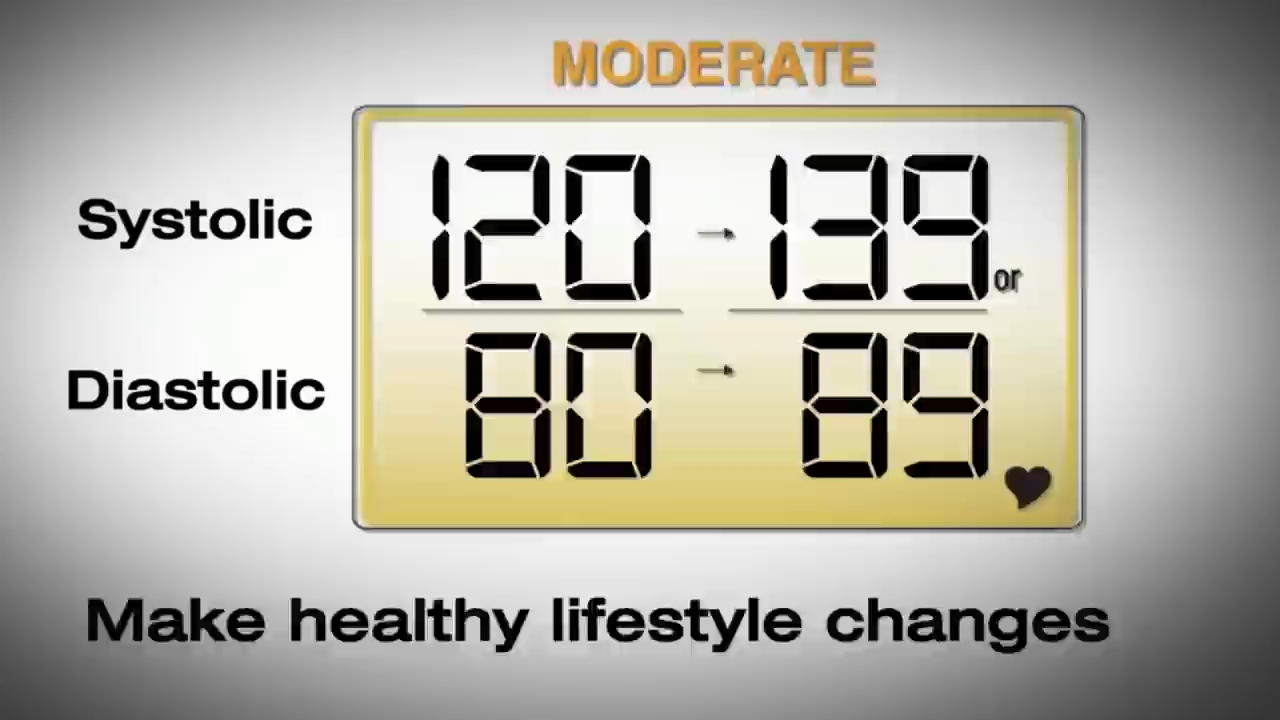 MODERATE
Systolic 120 → 139 or
Diastolic 80 → 89
Make healthy lifestyle changes